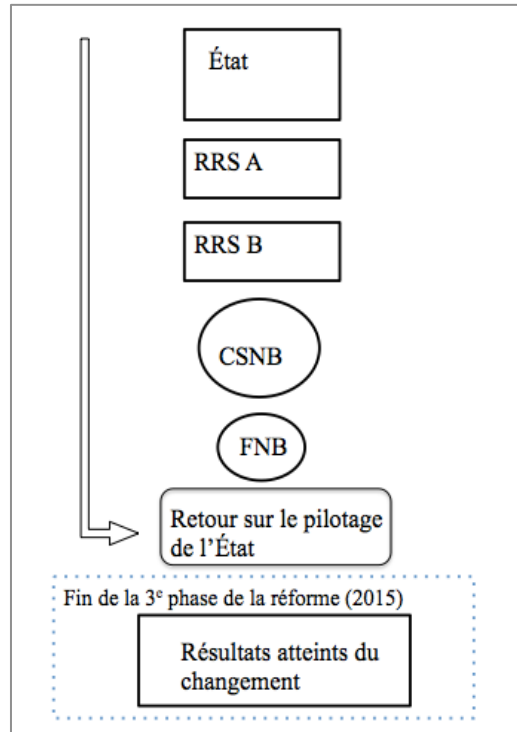 État
RRS A
RRS B
CSNB
FNB
Retour sur le pilotage
de l’État
Fin de la 3e phase de la réforme (2015)
Résultats atteints du
changement